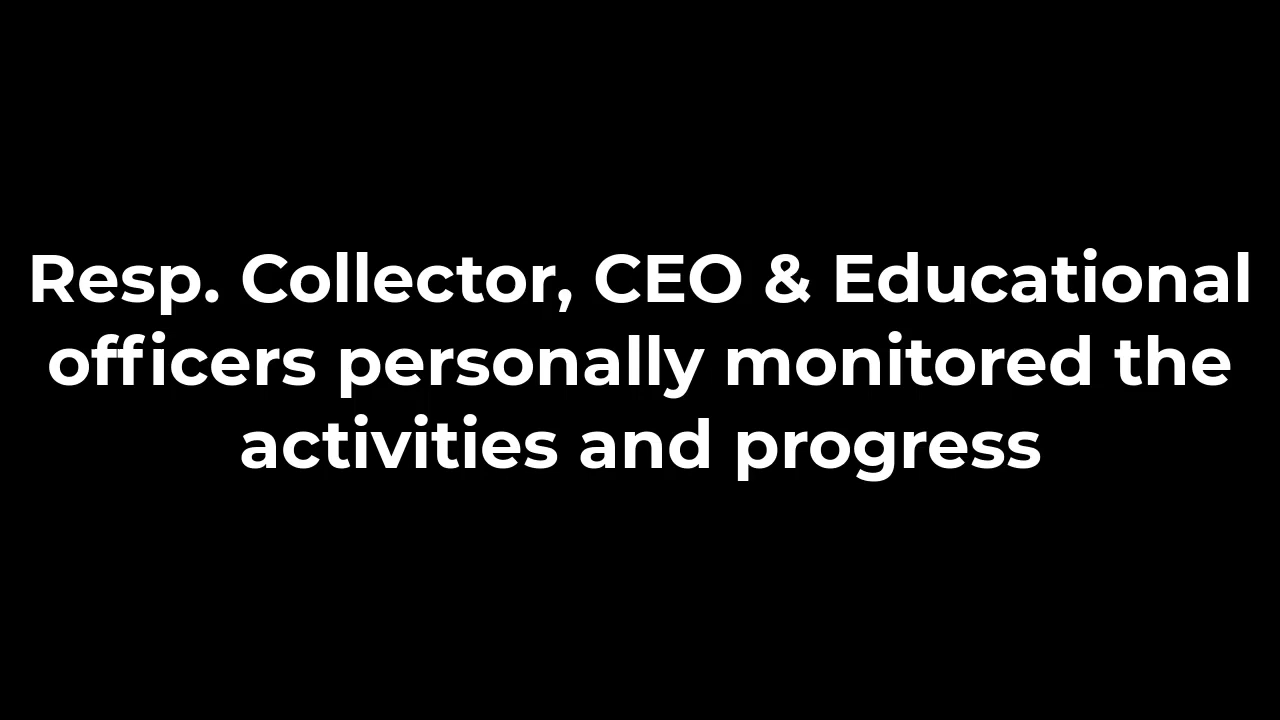 Resp. Collector, CEO & Educational
officers personally monitored the
activities and progress